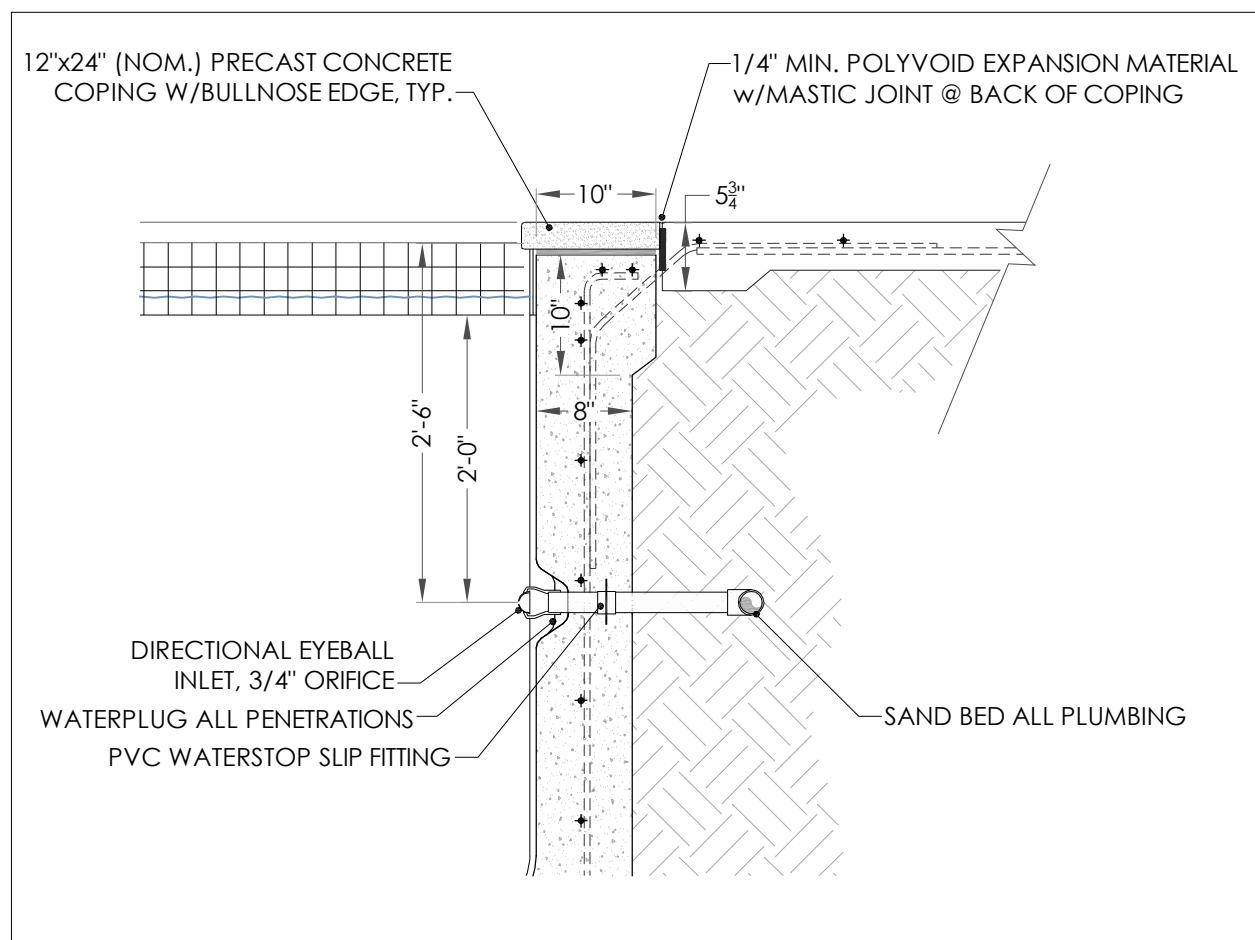 12"x24" (NOM.) PRECAST CONCRETE
COPING W/BULLNOSE EDGE, TYP.
1/4" MIN. POLYVOID EXPANSION MATERIAL
w/MASTIC JOINT @ BACK OF COPING
10"
5¾"
10"
8"
2'-6"
2'-0"
DIRECTIONAL EYEBALL
INLET, 3/4" ORIFICE
WATERPLUG ALL PENETRATIONS
PVC WATERSTOP SLIP FITTING
SAND BED ALL PLUMBING